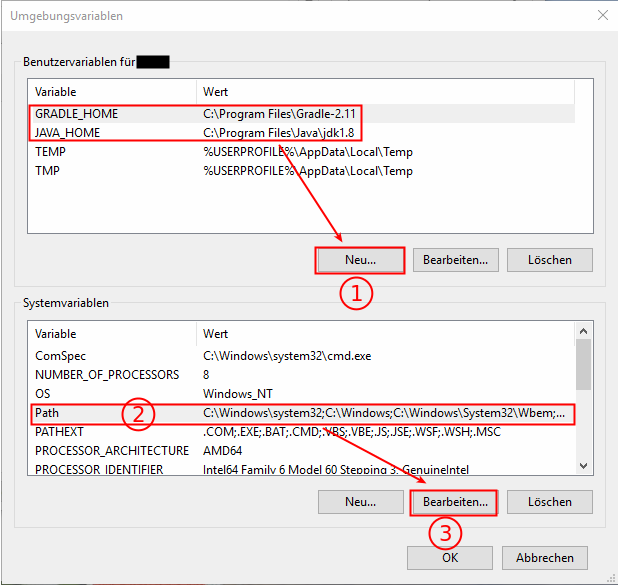 Umgebungsvariablen
Benutzervariablen für
Variable Wert
GRADLE_HOME C:\Program Files\Gradle-2.11
JAVA_HOME C:\Program Files\Java\jdk1.8
TEMP %USERPROFILE%\AppData\Local\Temp
TMP %USERPROFILE%\AppData\Local\Temp
Neu... Bearbeiten... Löschen
1
Systemvariablen
Variable Wert
ComSpec C:\Windows\system32\cmd.exe
NUMBER_OF_PROCESSORS 8
OS Windows_NT
Path 2 C:\Windows\system32;C:\Windows;C:\Windows\System32\Wbem;...
PATHEXT .COM;.EXE;.BAT;.CMD;.VBS;.VBE;.JS;.JSE;.WSF;.WSH;.MSC
PROCESSOR_ARCHITECTURE AMD64
PROCESSOR_IDENTIFIER Intel64 Family 6 Model 60 Stepping 3, GenuineIntel
Neu... Bearbeiten... Löschen
3
OK Abbrechen